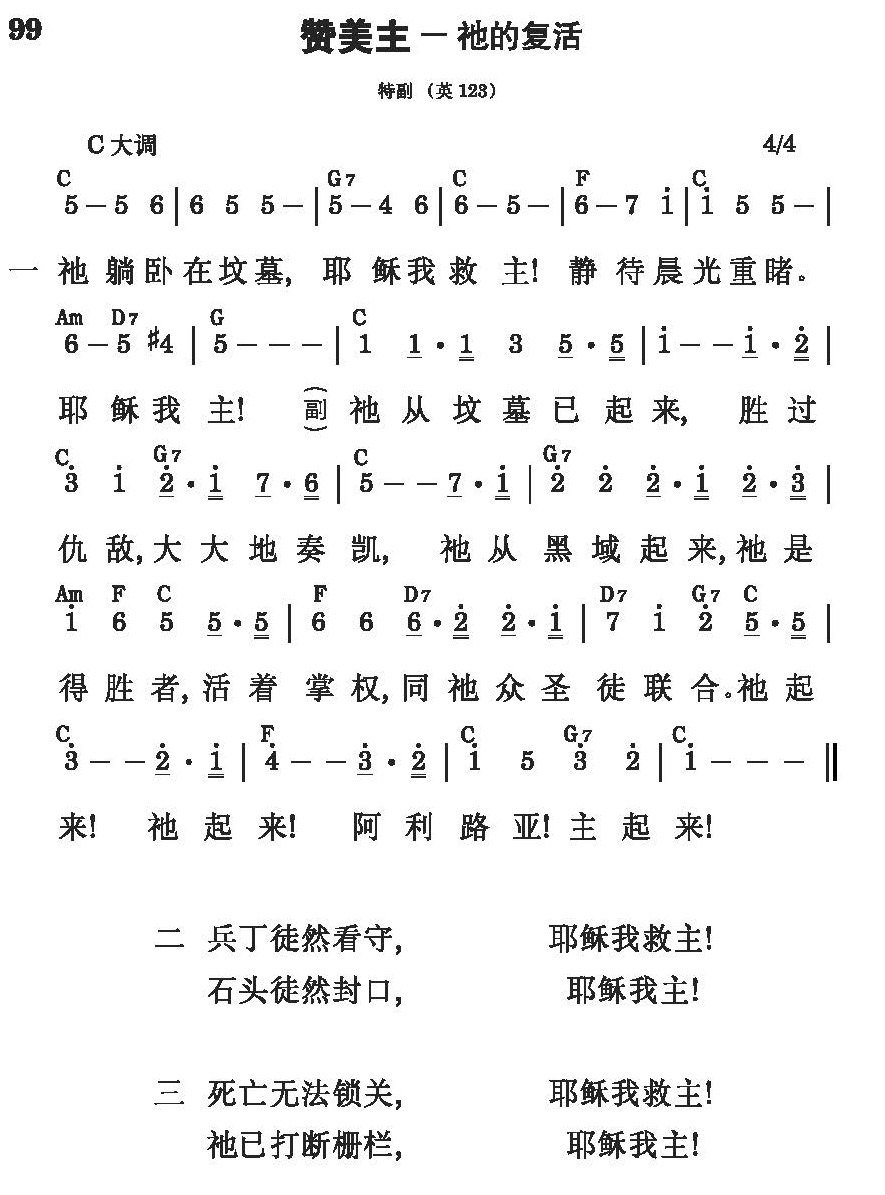 99
赞美主 — 祂的复活
特副 （英 123）
C 大调 4/4
C G7 C F C
5 – 5 6 | 6 5 5 – | 5 – 4 6 | 6 – 5 – | 6 – 7 i | i 5 5 – |
一 祂躺卧在坟墓, 耶稣我救主! 静待晨光重睹。
Am D7 G C
6 – 5 ♯4 | 5 – – – | 1 1 · 1 3 5 · 5 | i – – i · 2̇ |
耶稣我主! (副) 祂从坟墓已起来, 胜过
C G7 C G7
3̇ i 2̇ · i 7 · 6 | 5 – – 7 · i | 2̇ 2̇ 2̇ · i 2̇ · 3̇ |
仇敌,大大地奏凯, 祂从黑域起来,祂是
Am F C F D7 D7 G7 C
i 6 5 5 · 5 | 6 6 6 · 2̇ 2̇ · i | 7 i 2̇ 5 · 5 |
得胜者,活着掌权,同祂众圣徒联合。祂起
C F C G7 C
3̇ – – 2̇ · i | 4̇ – – 3̇ · 2̇ | i 5 3̇ 2̇ | i – – – ‖
来! 祂起来! 阿利路亚!主起来!
二 兵丁徒然看守, 耶稣我救主!
石头徒然封口, 耶稣我主!
三 死亡无法锁关, 耶稣我救主!
祂已打断栅栏, 耶稣我主!